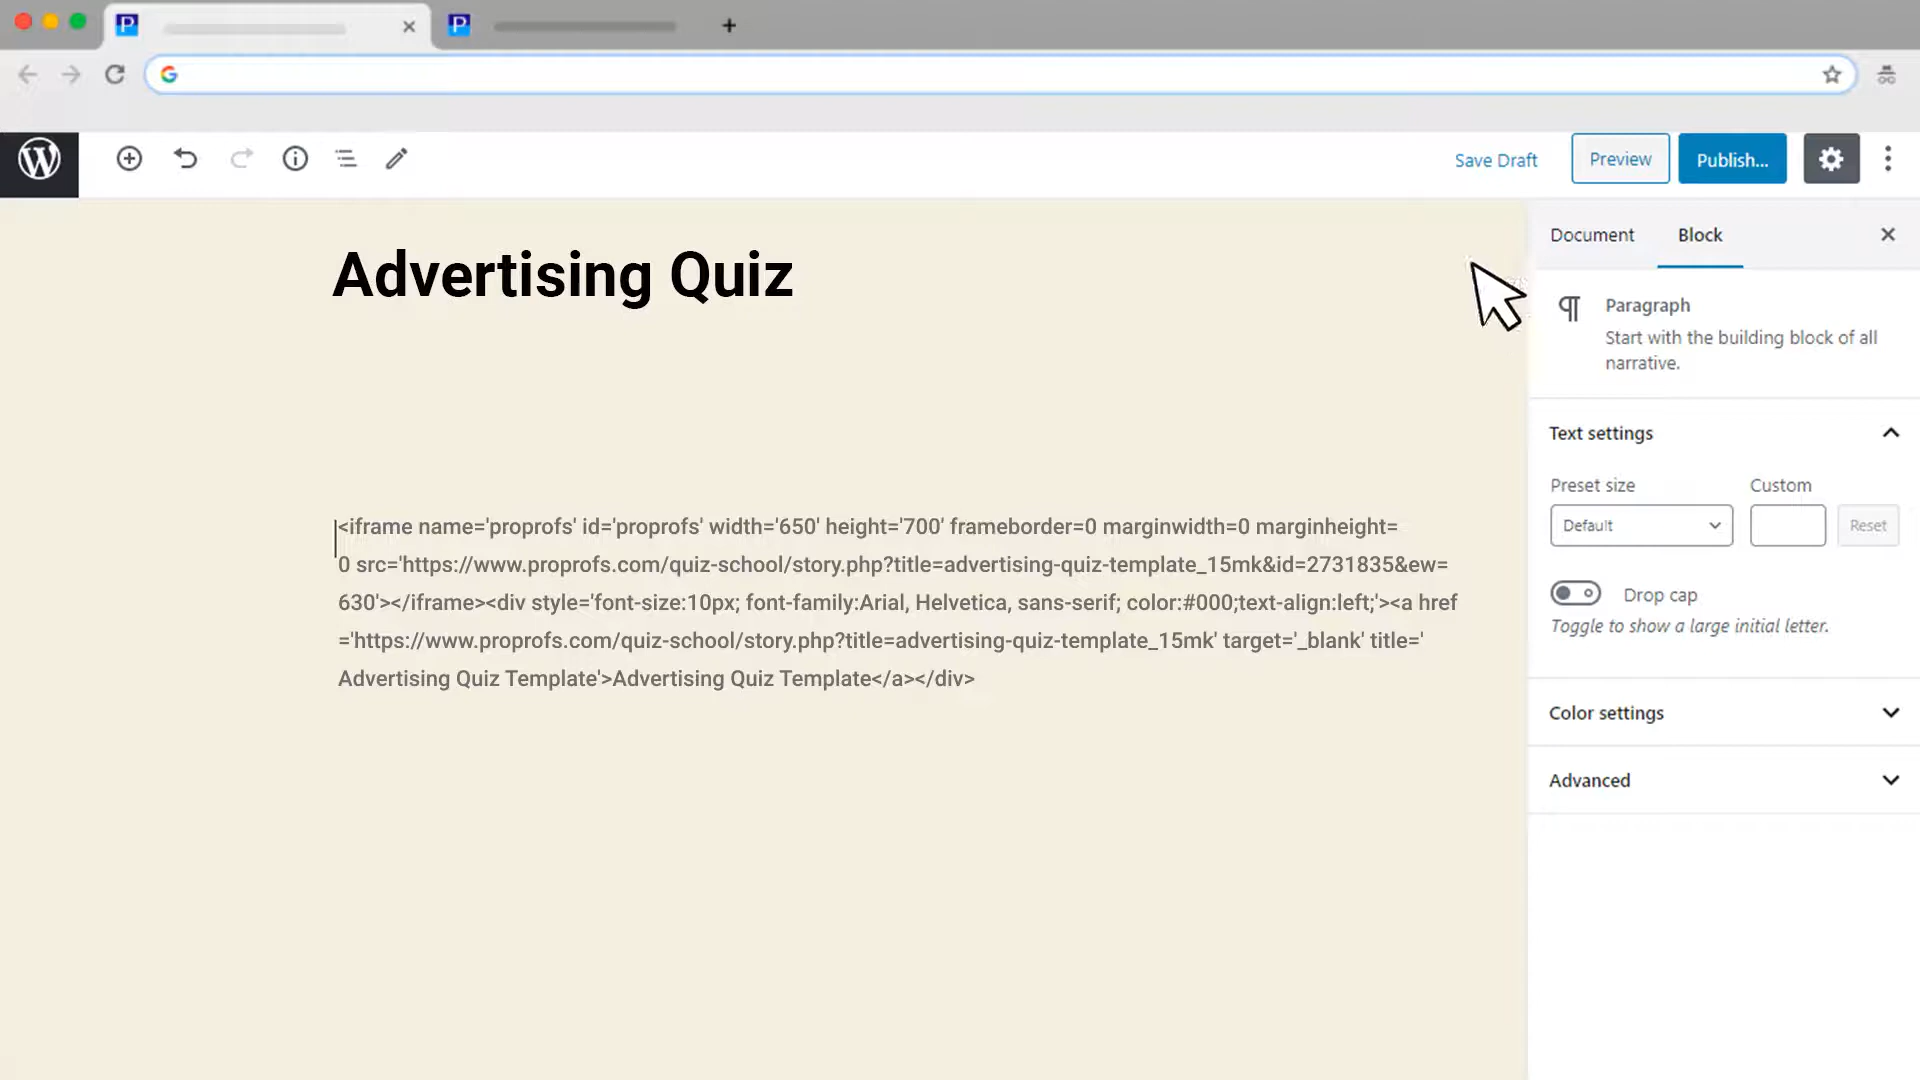 Save Draft
Preview
Publish...
Document
Block
Advertising Quiz
Paragraph
Start with the building block of all
narrative.
Text settings
Preset size
Custom
Default
Reset
<iframe name='proprofs' id='proprofs' width='650' height='700' frameborder=0 marginwidth=0 marginheight=
0 src='https://www.proprofs.com/quiz-school/story.php?title=advertising-quiz-template_15mk&id=2731835&ew=
630'></iframe><div style='font-size:10px; font-family:Arial, Helvetica, sans-serif; color:#000;text-align:left;'><a href
='https://www.proprofs.com/quiz-school/story.php?title=advertising-quiz-template_15mk' target='_blank' title='
Advertising Quiz Template'>Advertising Quiz Template</a></div>
Drop cap
Toggle to show a large initial letter.
Color settings
Advanced